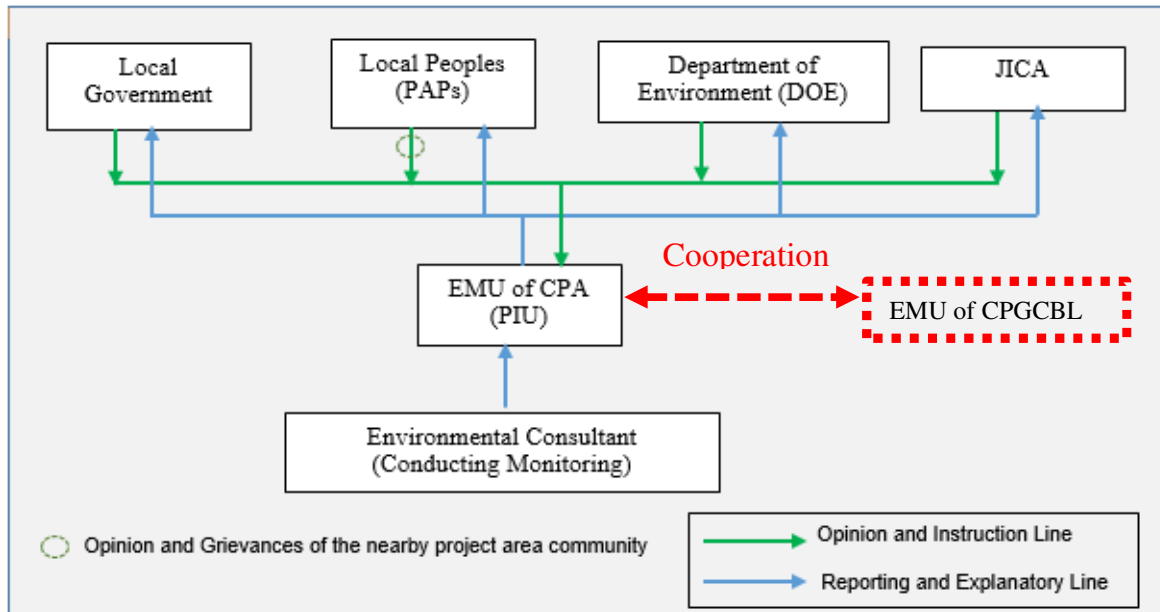 Local
Government
Local Peoples
(PAPs)
Department of
Environment (DOE)
JICA
Cooperation
EMU of CPA
(PIU)
EMU of CPGCBL
Environmental Consultant
(Conducting Monitoring)
Opinion and Grievances of the nearby project area community
Opinion and Instruction Line
Reporting and Explanatory Line